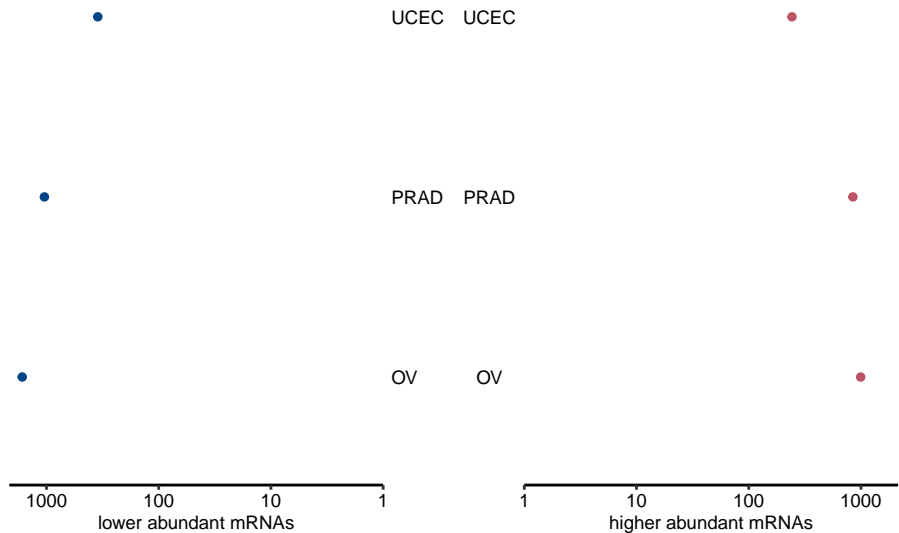 UCEC UCEC
PRAD PRAD
OV OV
1000 100 10 1 1 10 100 1000
lower abundant mRNAs higher abundant mRNAs